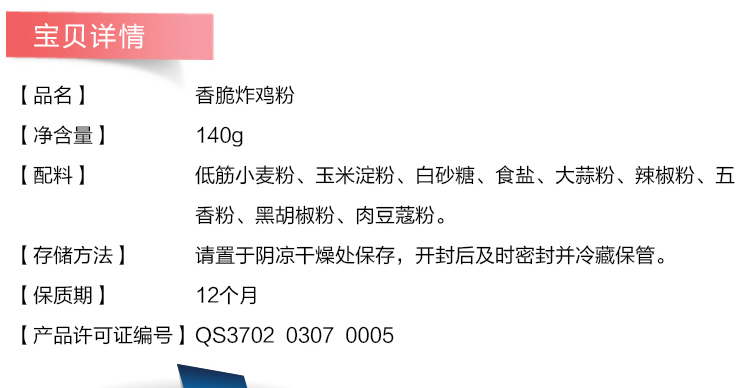 宝贝详情
【品名】 香脆炸鸡粉
【净含量】 140g
【配料】 低筋小麦粉、玉米淀粉、白砂糖、食盐、大蒜粉、辣椒粉、五
香粉、黑胡椒粉、肉豆蔻粉。
【存储方法】 请置于阴凉干燥处保存，开封后及时密封并冷藏保管。
【保质期】 12个月
【产品许可证编号】QS3702 0307 0005